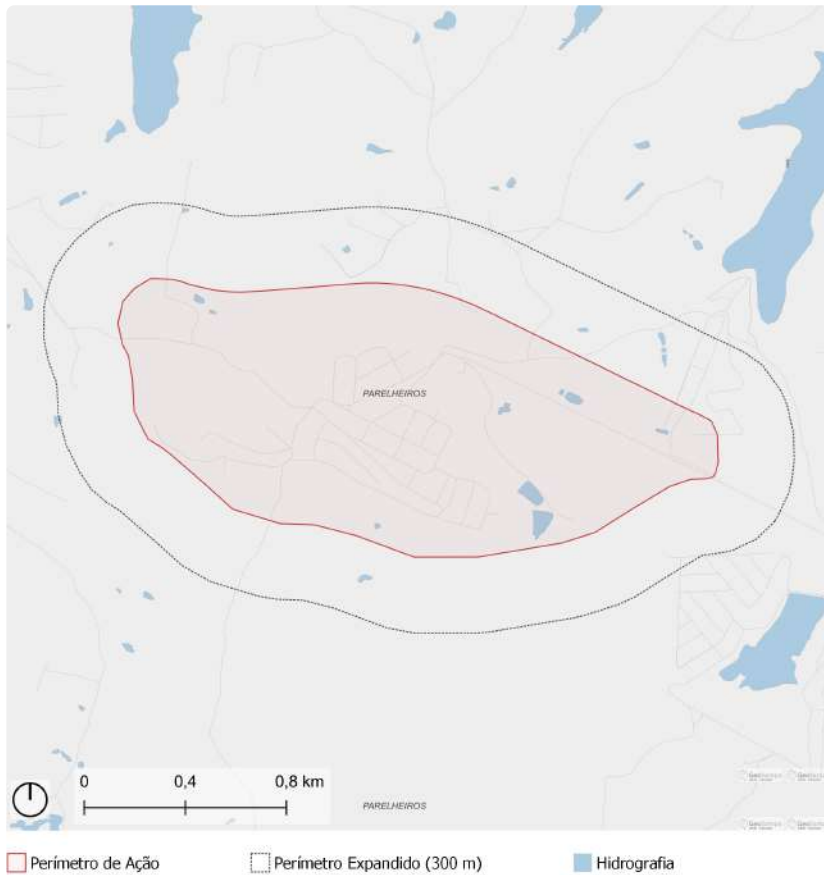 PARELHEIROS
0 0,4 0,8 km
PARELHEIROS
Perímetro de Ação Perímetro Expandido (300 m) Hidrografia